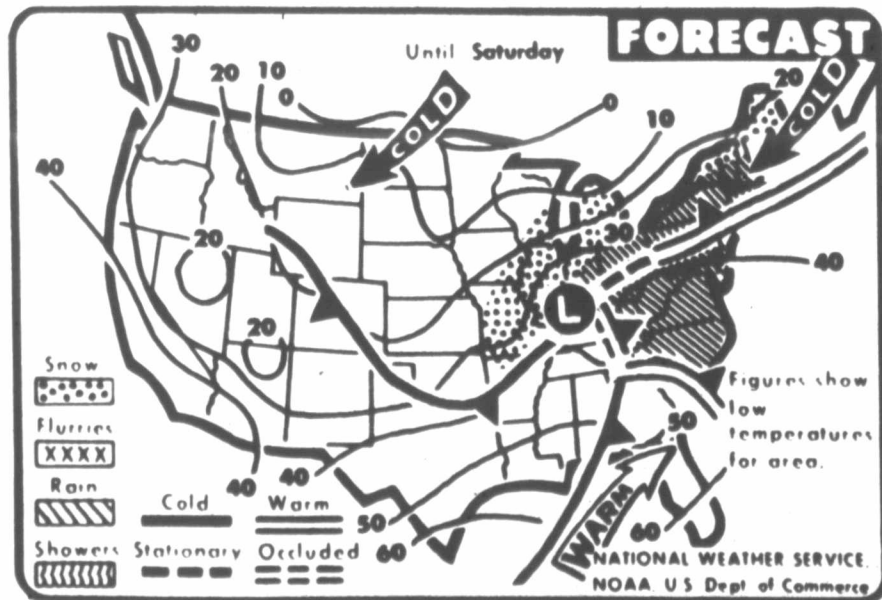 FORECAST
Until Saturday
30
20
10
0
COLD
0
10
20
COLD
40
20
30
40
20
L
Snow
Flurries
XXXX
Rain
Showers
Cold
Warm
Stationary
Occluded
40
40
50
60
WARM
50
60
Figures show
low
temperatures
for area.
NATIONAL WEATHER SERVICE,
NOAA, U S Dept of Commerce